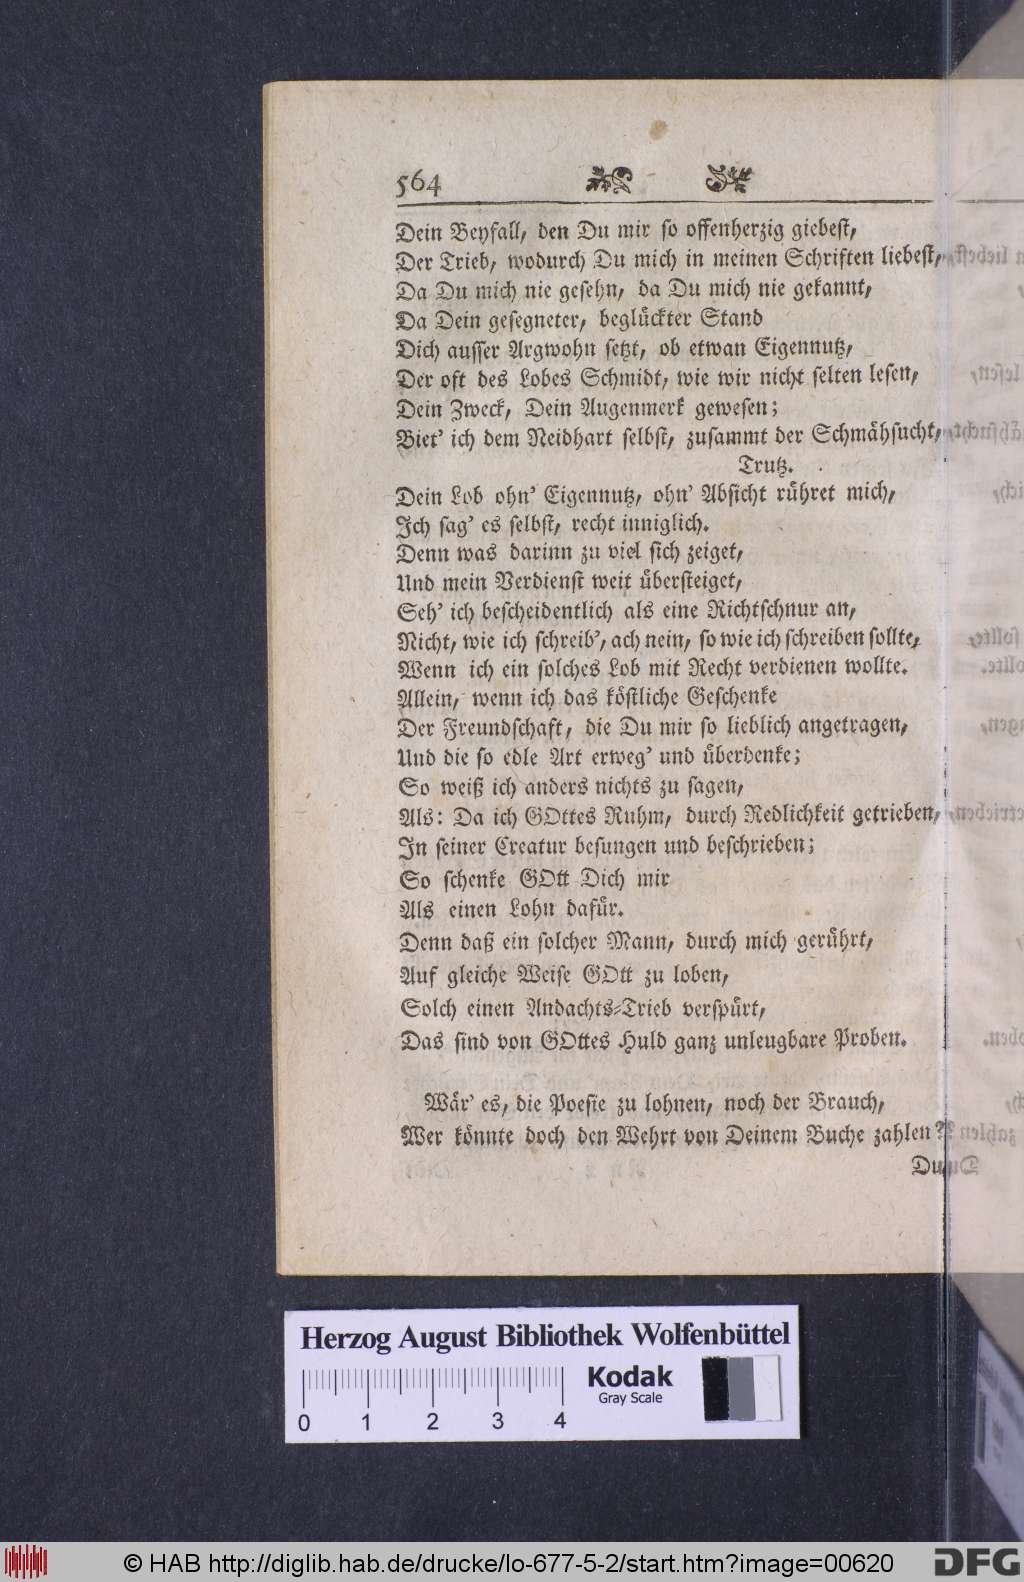 564
Dein Beyfall, den Du mir so offenherzig giebest,
Der Trieb, wodurch Du mich in meinen Schriften liebest,
Da Du mich nie gesehn, da Du mich nie gekannt,
Da Dein gesegneter, beglückter Stand
Dich ausser Argwohn setzt, ob etwan Eigennutz,
Der oft des Lobes Schmidt, wie wir nicht selten lesen,
Dein Zweck, Dein Augenmerk gewesen;
Biet' ich dem Neidhart selbst, zusammt der Schmähsucht,
Trutz.
Dein Lob ohn' Eigennutz, ohn' Absicht rühret mich,
Ich sag' es selbst, recht inniglich.
Denn was darinn zu viel sich zeiget,
Und mein Verdienst weit übersteiget,
Seh' ich bescheidentlich als eine Richtschnur an,
Nicht, wie ich schreib', ach nein, so wie ich schreiben sollte,
Wenn ich ein solches Lob mit Recht verdienen wollte.
Allein, wenn ich das köstliche Geschenke
Der Freundschaft, die Du mir so lieblich angetragen,
Und die so edle Art erweg' und überdenke;
So weiß ich anders nichts zu sagen,
Als: Da ich GOttes Ruhm, durch Redlichkeit getrieben,
In seiner Creatur besungen und beschrieben;
So schenke GOtt Dich mir
Als einen Lohn dafür.
Denn daß ein solcher Mann, durch mich gerührt,
Auf gleiche Weise GOtt zu loben,
Solch einen Andachts-Trieb verspürt,
Das sind von GOttes Huld ganz unleugbare Proben.
Wär' es, die Poesie zu lohnen, noch der Brauch,
Wer könnte doch den Wehrt von Deinem Buche zahlen?
Du
Herzog August Bibliothek Wolfenbüttel
Kodak
Gray Scale
0 1 2 3 4
© HAB http://diglib.hab.de/drucke/lo-677-5-2/start.htm?image=00620
DFG